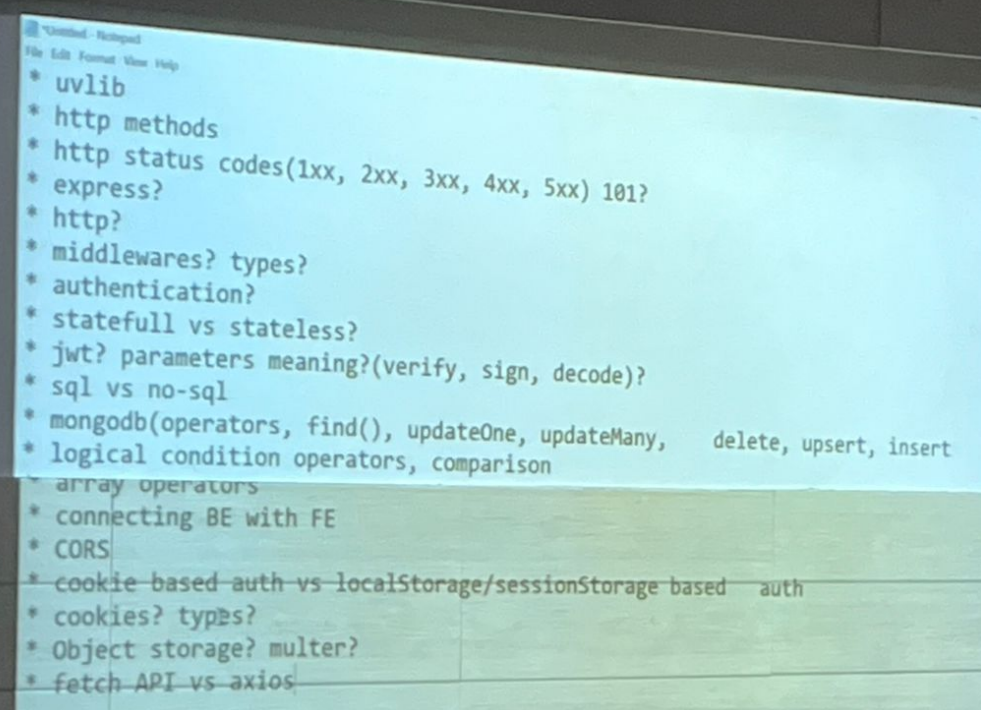 *Untitled - Notepad
File Edit Format View Help
* uvlib
* http methods
* http status codes(1xx, 2xx, 3xx, 4xx, 5xx) 101?
* express?
* http?
* middlewares? types?
* authentication?
* statefull vs stateless?
* jwt? parameters meaning?(verify, sign, decode)?
* sql vs no-sql
* mongodb(operators, find(), updateOne, updateMany, delete, upsert, insert
* logical condition operators, comparison
* array operators
* connecting BE with FE
* CORS
* cookie based auth vs localStorage/sessionStorage based auth
* cookies? types?
* Object storage? multer?
* fetch API vs axios